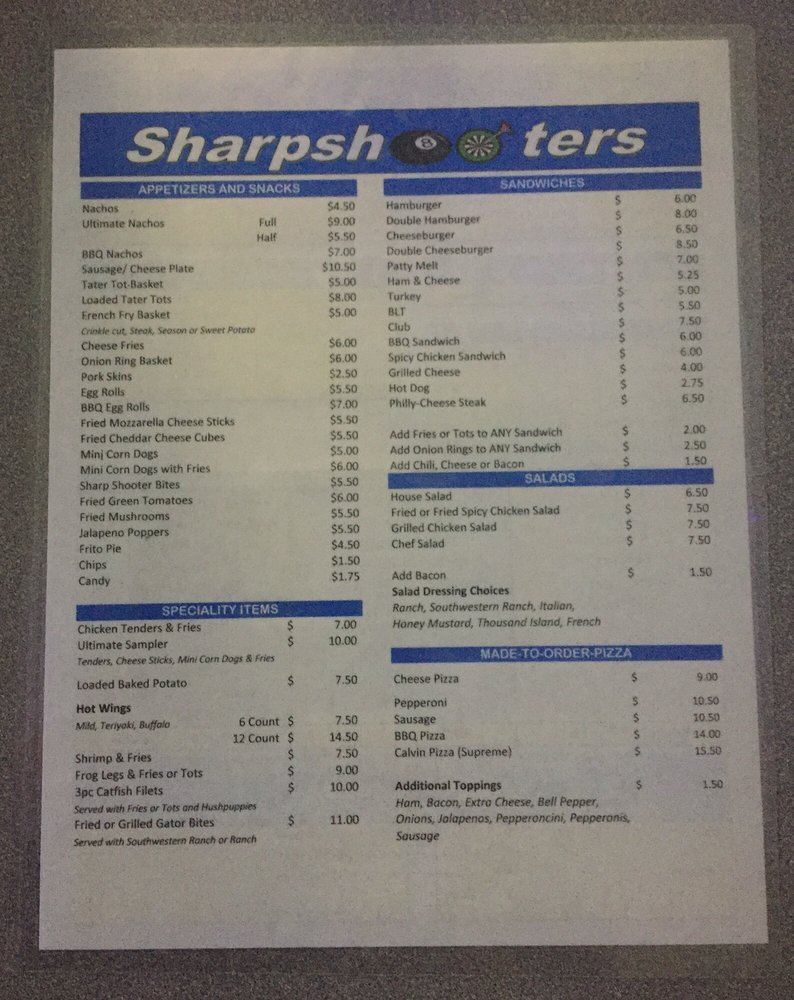 Sharpshooters
APPETIZERS AND SNACKS
Nachos $4.50
Ultimate Nachos Full $9.00
Half $5.50
BBQ Nachos $7.00
Sausage/ Cheese Plate $10.50
Tater Tot Basket $5.00
Loaded Tater Tots $8.00
French Fry Basket $5.00
Crinkle cut, Steak, Season or Sweet Potato
Cheese Fries $6.00
Onion Ring Basket $6.00
Pork Skins $2.50
Egg Rolls $5.50
BBQ Egg Rolls $7.00
Fried Mozzarella Cheese Sticks $5.50
Fried Cheddar Cheese Cubes $5.50
Mini Corn Dogs $5.00
Mini Corn Dogs with Fries $6.00
Sharp Shooter Bites $5.50
Fried Green Tomatoes $6.00
Fried Mushrooms $5.50
Jalapeno Poppers $5.50
Frito Pie $4.50
Chips $1.50
Candy $1.75
SPECIALITY ITEMS
Chicken Tenders & Fries $ 7.00
Ultimate Sampler $ 10.00
Tenders, Cheese Sticks, Mini Corn Dogs & Fries
Loaded Baked Potato $ 7.50
Hot Wings
Mild, Teriyaki, Buffalo 6 Count $ 7.50
12 Count $ 14.50
Shrimp & Fries $ 7.50
Frog Legs & Fries or Tots $ 9.00
3pc Catfish Filets $ 10.00
Served with Fries or Tots and Hushpuppies
Fried or Grilled Gator Bites $ 11.00
Served with Southwestern Ranch or Ranch
SANDWICHES
Hamburger $ 6.00
Double Hamburger $ 8.00
Cheeseburger $ 6.50
Double Cheeseburger $ 8.50
Patty Melt $ 7.00
Ham & Cheese $ 5.25
Turkey $ 5.00
BLT $ 5.50
Club $ 7.50
BBQ Sandwich $ 6.00
Spicy Chicken Sandwich $ 6.00
Grilled Cheese $ 4.00
Hot Dog $ 2.75
Philly-Cheese Steak $ 6.50
Add Fries or Tots to ANY Sandwich $ 2.00
Add Onion Rings to ANY Sandwich $ 2.50
Add Chili, Cheese or Bacon $ 1.50
SALADS
House Salad $ 6.50
Fried or Fried Spicy Chicken Salad $ 7.50
Grilled Chicken Salad $ 7.50
Chef Salad $ 7.50
Add Bacon $ 1.50
Salad Dressing Choices
Ranch, Southwestern Ranch, Italian,
Honey Mustard, Thousand Island, French
MADE-TO-ORDER-PIZZA
Cheese Pizza $ 9.00
Pepperoni $ 10.50
Sausage $ 10.50
BBQ Pizza $ 14.00
Calvin Pizza (Supreme) $ 15.50
Additional Toppings $ 1.50
Ham, Bacon, Extra Cheese, Bell Pepper,
Onions, Jalapenos, Pepperoncini, Pepperonis,
Sausage